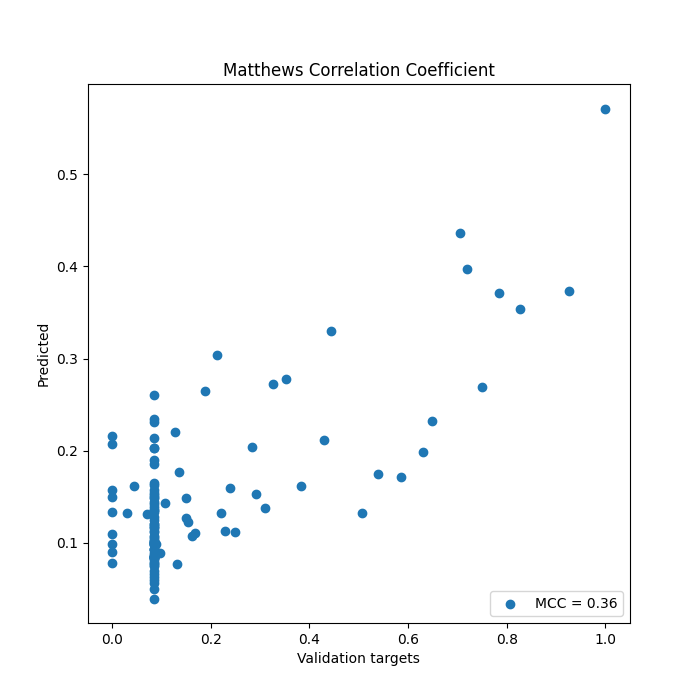 Matthews Correlation Coefficient
0.5
0.4
0.3
0.2
0.1
Predicted
MCC = 0.36
0.0 0.2 0.4 0.6 0.8 1.0
Validation targets